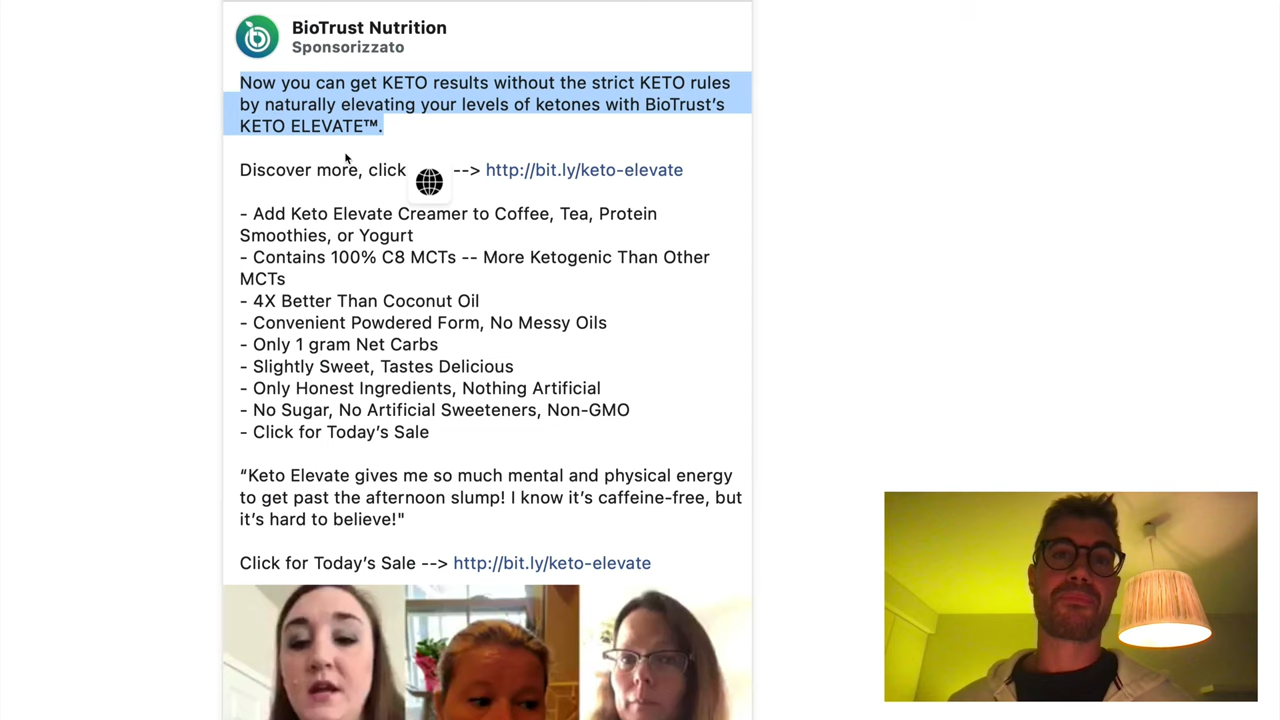 BioTrust Nutrition
Sponsorizzato
Now you can get KETO results without the strict KETO rules
by naturally elevating your levels of ketones with BioTrust’s
KETO ELEVATE™.
Discover more, click --> http://bit.ly/keto-elevate
- Add Keto Elevate Creamer to Coffee, Tea, Protein
Smoothies, or Yogurt
- Contains 100% C8 MCTs -- More Ketogenic Than Other
MCTs
- 4X Better Than Coconut Oil
- Convenient Powdered Form, No Messy Oils
- Only 1 gram Net Carbs
- Slightly Sweet, Tastes Delicious
- Only Honest Ingredients, Nothing Artificial
- No Sugar, No Artificial Sweeteners, Non-GMO
- Click for Today’s Sale
“Keto Elevate gives me so much mental and physical energy
to get past the afternoon slump! I know it’s caffeine-free, but
it’s hard to believe!"
Click for Today’s Sale --> http://bit.ly/keto-elevate